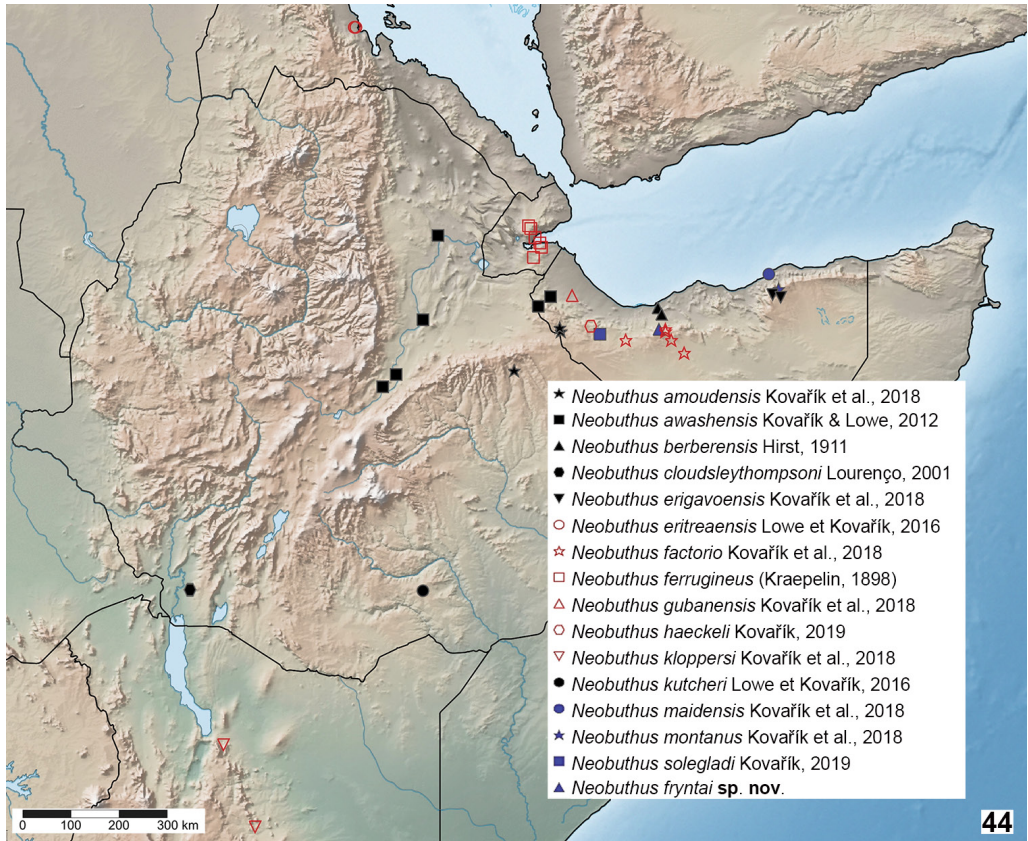 Neobuthus amoudensis Kovařík et al., 2018
Neobuthus awashensis Kovařík & Lowe, 2012
Neobuthus berberensis Hirst, 1911
Neobuthus cloudsleythompsoni Lourenço, 2001
Neobuthus erigavoensis Kovařík et al., 2018
Neobuthus eritreaensis Lowe et Kovařík, 2016
Neobuthus factorio Kovařík et al., 2018
Neobuthus ferrugineus (Kraepelin, 1898)
Neobuthus gubanensis Kovařík et al., 2018
Neobuthus haeckeli Kovařík, 2019
Neobuthus kloppersi Kovařík et al., 2018
Neobuthus kutcheri Lowe et Kovařík, 2016
Neobuthus maidensis Kovařík et al., 2018
Neobuthus montanus Kovařík et al., 2018
Neobuthus solegladi Kovařík, 2019
Neobuthus fryntai sp. nov.
0 100 200 300 km
44